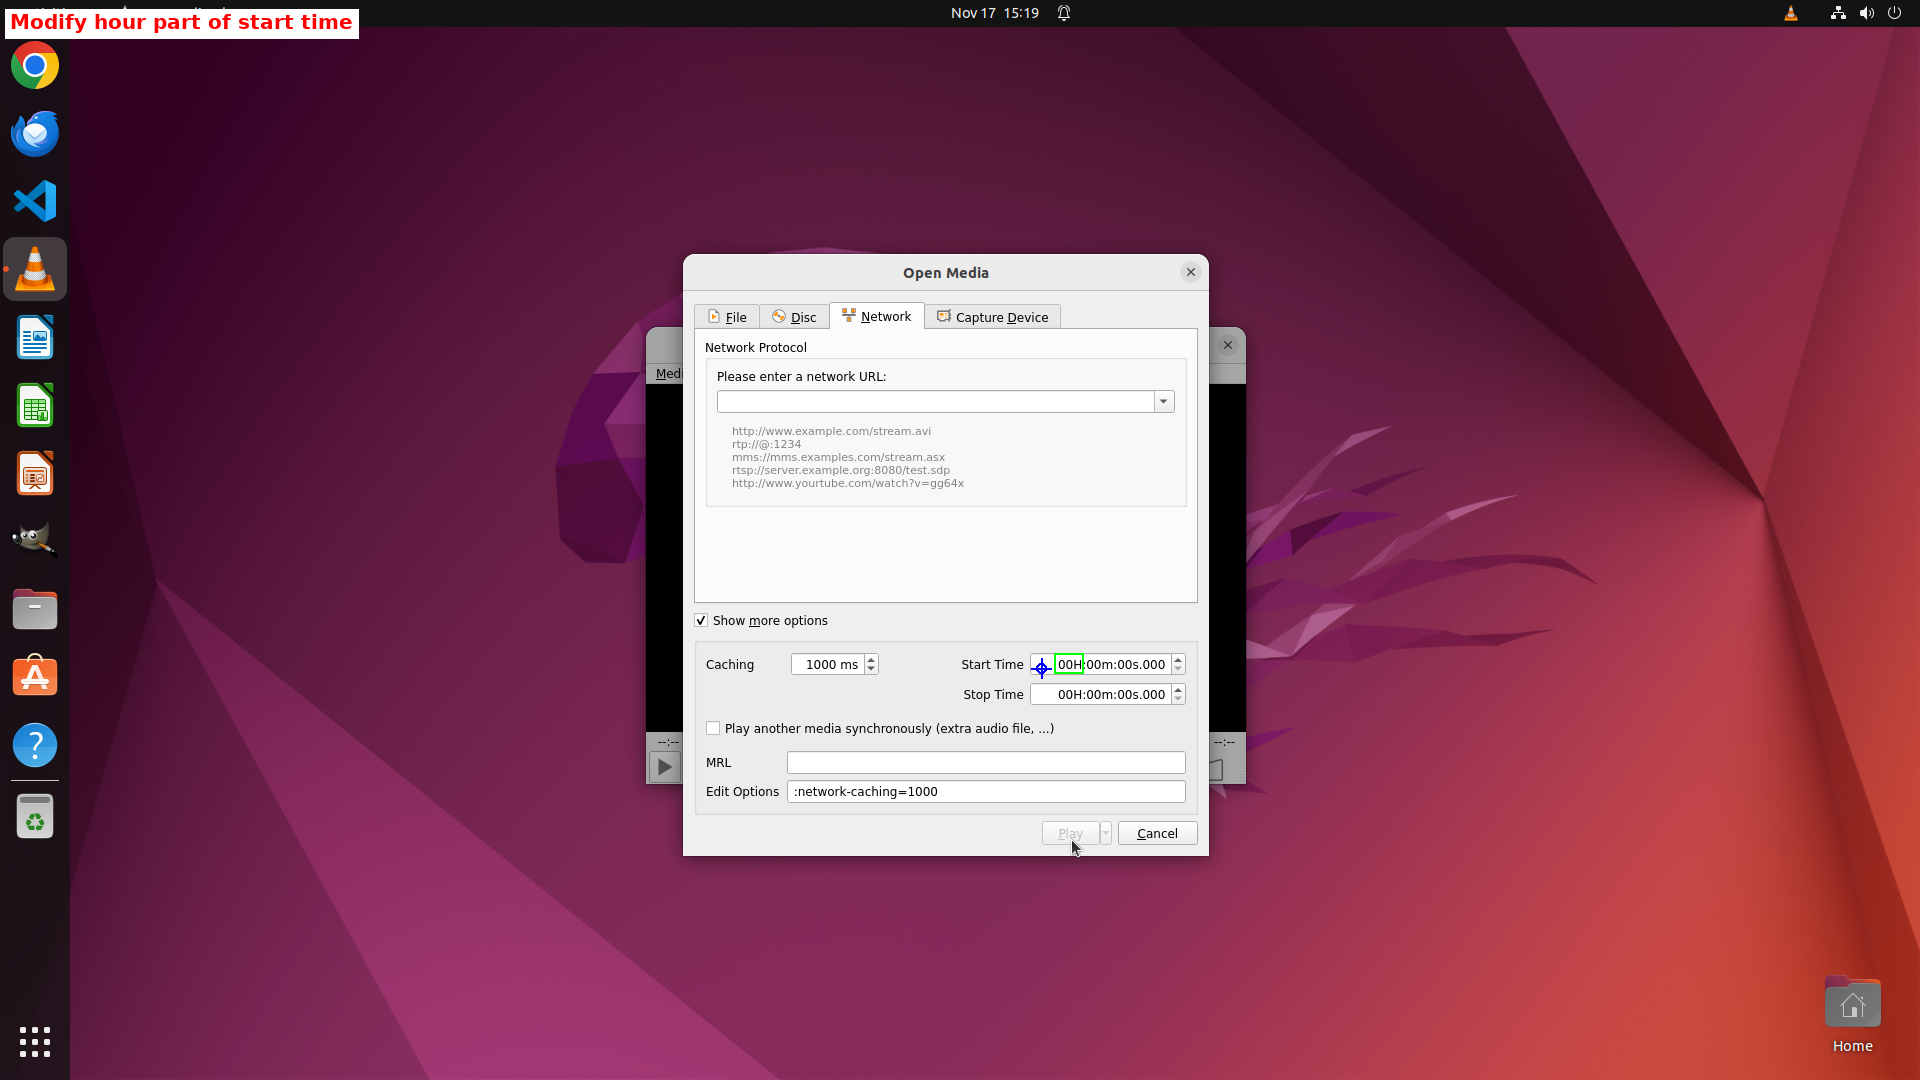 Modify hour part of start time
Nov 17 15:19
Open Media
File
Disc
Network
Capture Device
Network Protocol
Please enter a network URL:
http://www.example.com/stream.avi
rtp://@:1234
mms://mms.examples.com/stream.asx
rtsp://server.example.org:8080/test.sdp
http://www.yourtube.com/watch?v=gg64x
Show more options
Caching
1000 ms
Start Time
00H:00m:00s.000
Stop Time
00H:00m:00s.000
Play another media synchronously (extra audio file, ...)
MRL
Edit Options
:network-caching=1000
Play
Cancel
--:--
--:--
Home